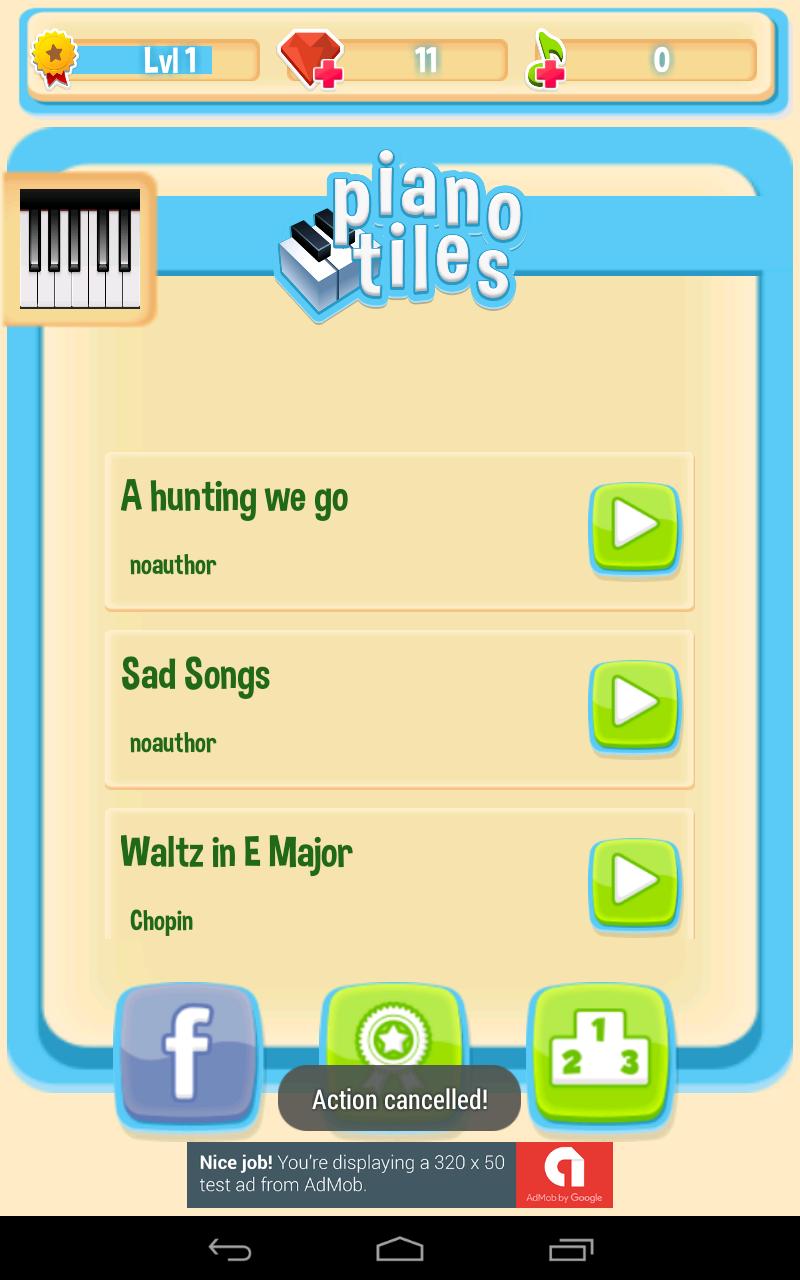 Lvl 1
11
0
piano
tiles
A hunting we go
noauthor
Sad Songs
noauthor
Waltz in E Major
Chopin
f
1
2 3
Action cancelled!
Nice job! You're displaying a 320 x 50
test ad from AdMob.
AdMob by Google